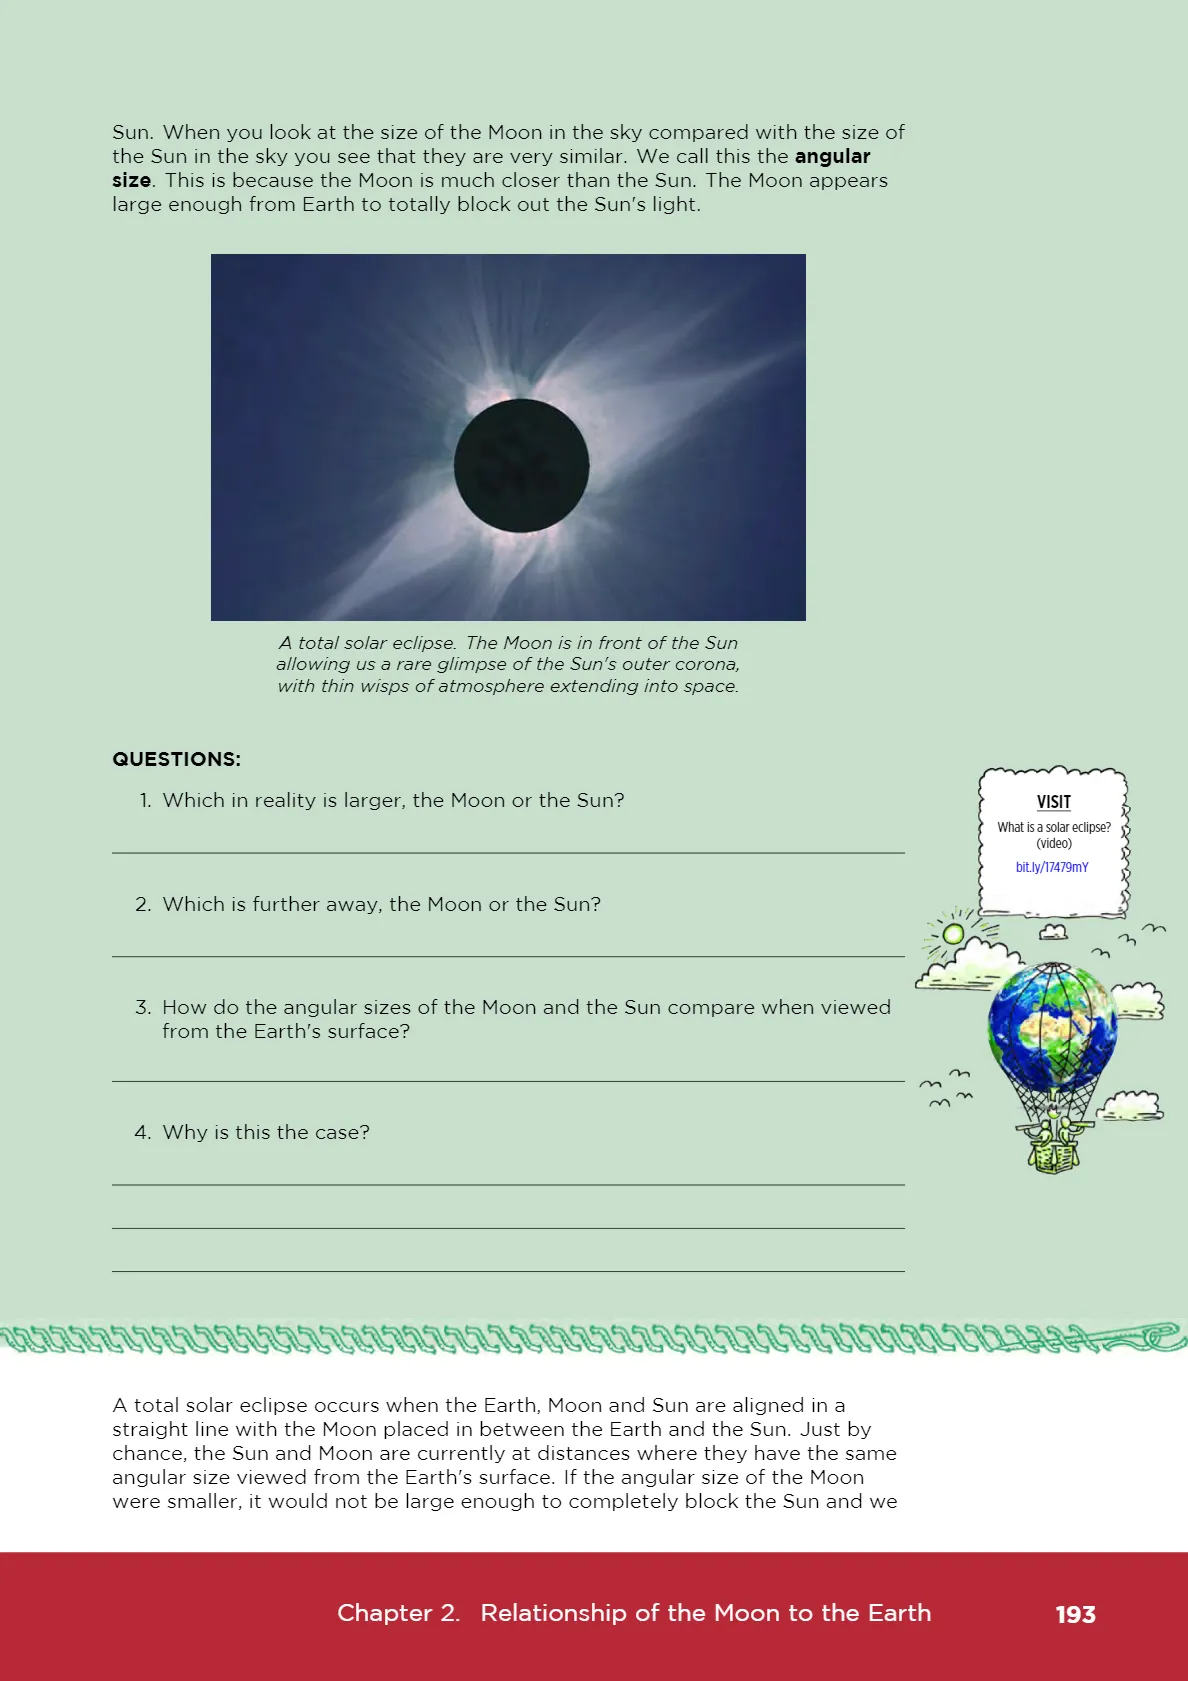 Sun. When you look at the size of the Moon in the sky compared with the size of
the Sun in the sky you see that they are very similar. We call this the angular
size. This is because the Moon is much closer than the Sun. The Moon appears
large enough from Earth to totally block out the Sun's light.
A total solar eclipse. The Moon is in front of the Sun
allowing us a rare glimpse of the Sun's outer corona,
with thin wisps of atmosphere extending into space.
QUESTIONS:
1. Which in reality is larger, the Moon or the Sun?
2. Which is further away, the Moon or the Sun?
3. How do the angular sizes of the Moon and the Sun compare when viewed
from the Earth's surface?
4. Why is this the case?
VISIT
What is a solar eclipse?
(video)
bit.ly/17479mY
A total solar eclipse occurs when the Earth, Moon and Sun are aligned in a
straight line with the Moon placed in between the Earth and the Sun. Just by
chance, the Sun and Moon are currently at distances where they have the same
angular size viewed from the Earth's surface. If the angular size of the Moon
were smaller, it would not be large enough to completely block the Sun and we
Chapter 2. Relationship of the Moon to the Earth 193